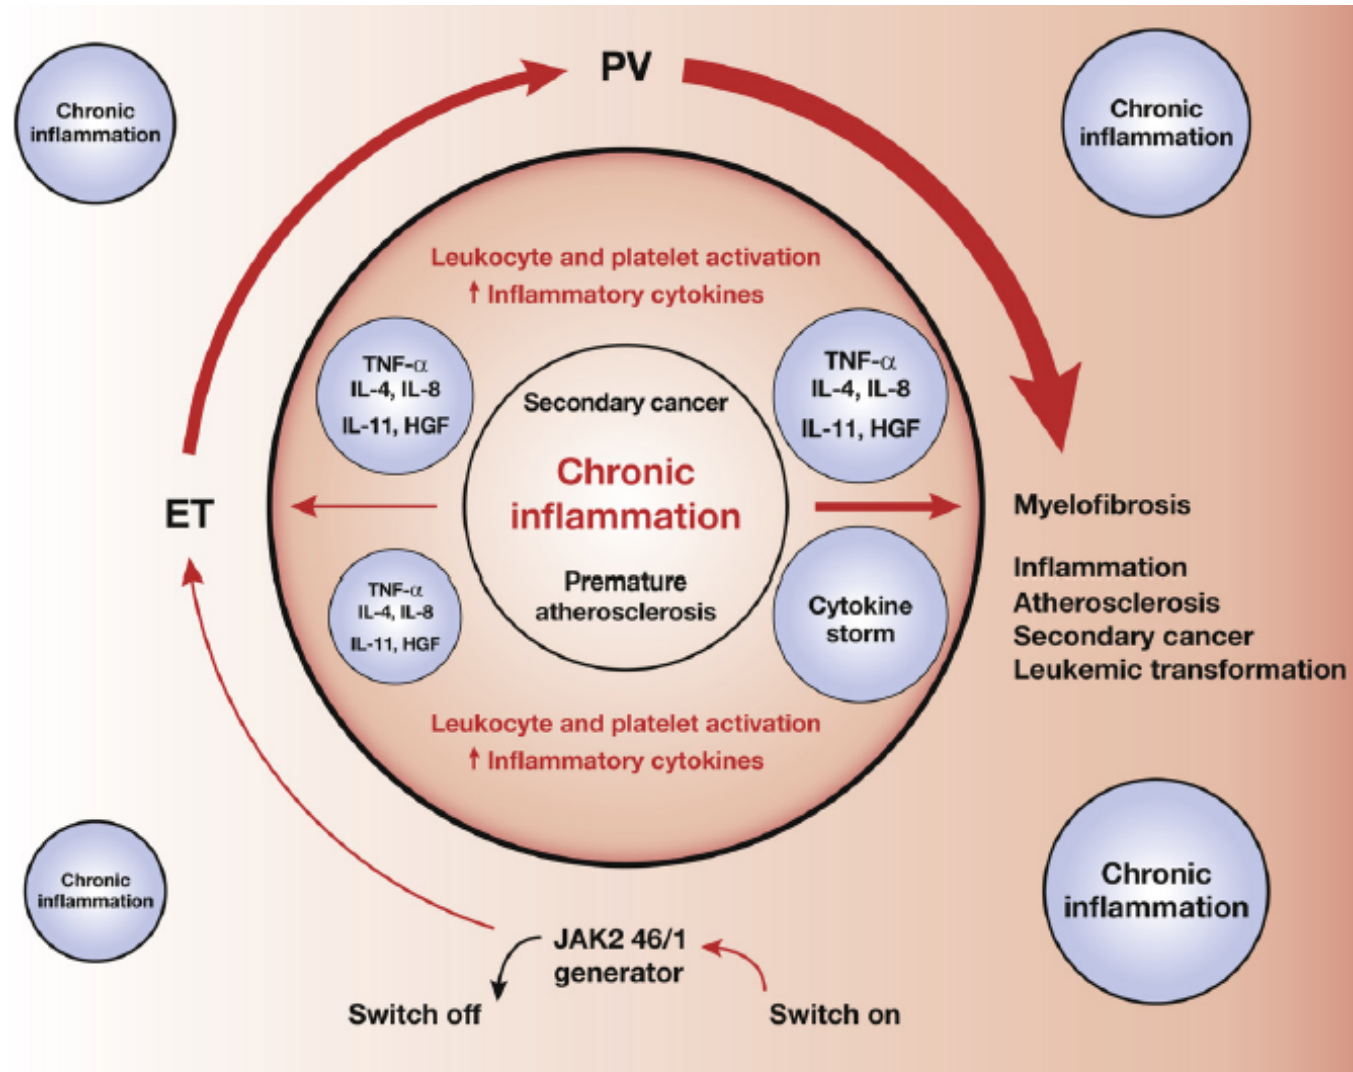 PV
Chronic
inflammation
Chronic
inflammation
Leukocyte and platelet activation
↑ Inflammatory cytokines
TNF-α
IL-4, IL-8
IL-11, HGF
TNF-α
IL-4, IL-8
IL-11, HGF
Secondary cancer
Chronic
inflammation
Premature
atherosclerosis
ET
TNF-α
IL-4, IL-8
IL-11, HGF
Cytokine
storm
Myelofibrosis
Inflammation
Atherosclerosis
Secondary cancer
Leukemic transformation
Leukocyte and platelet activation
↑ Inflammatory cytokines
Chronic
inflammation
Chronic
inflammation
JAK2 46/1
generator
Switch off
Switch on